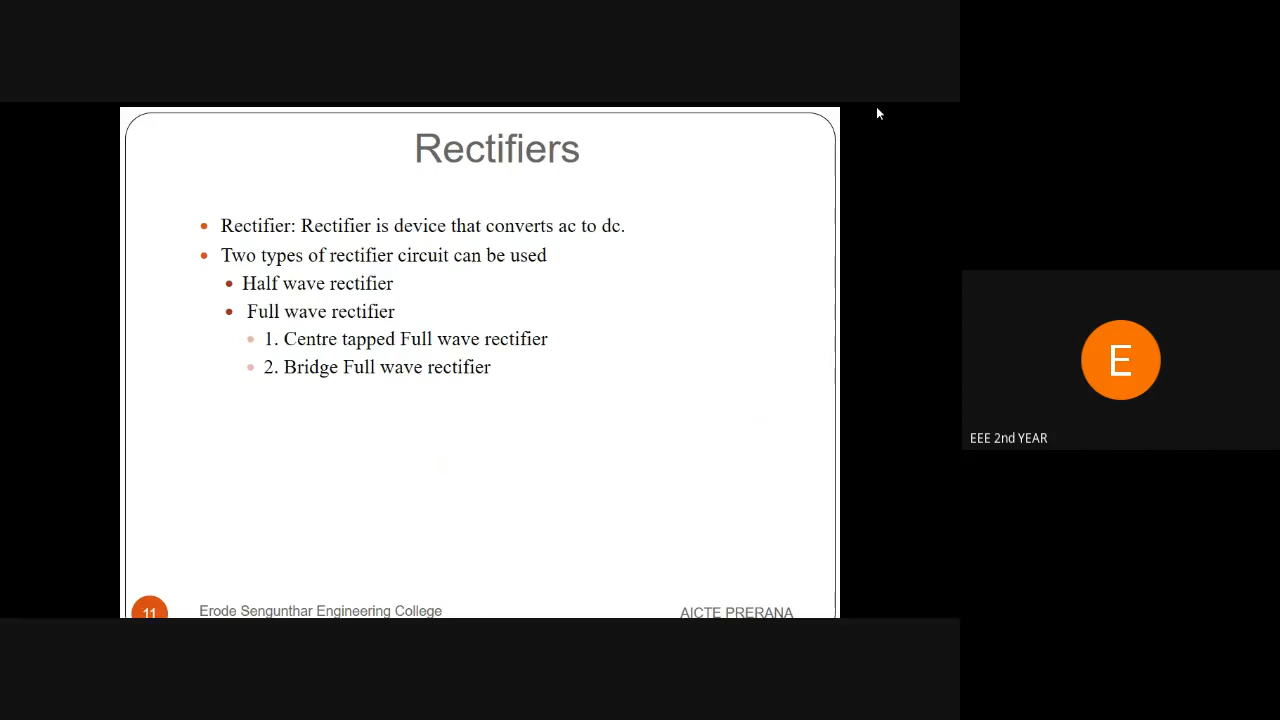 Rectifiers
Rectifier: Rectifier is device that converts ac to dc.
Two types of rectifier circuit can be used
Half wave rectifier
Full wave rectifier
1. Centre tapped Full wave rectifier
2. Bridge Full wave rectifier
11
Erode Sengunthar Engineering College
AICTE PRERANA
E
EEE 2nd YEAR